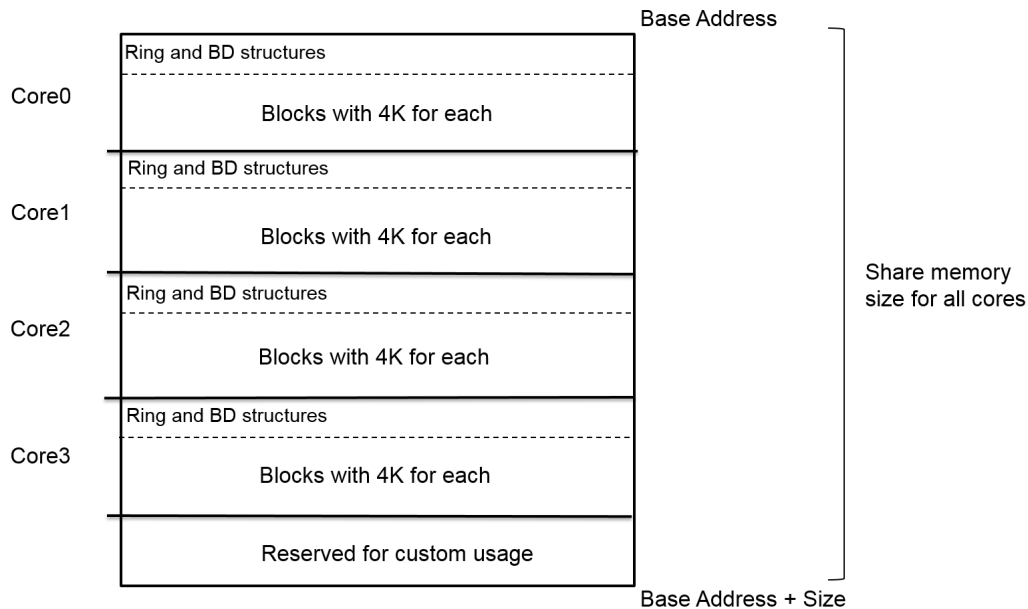 Base Address
Ring and BD structures
Core0
Blocks with 4K for each
Ring and BD structures
Core1
Blocks with 4K for each
Share memory
size for all cores
Ring and BD structures
Core2
Blocks with 4K for each
Ring and BD structures
Core3
Blocks with 4K for each
Reserved for custom usage
Base Address + Size